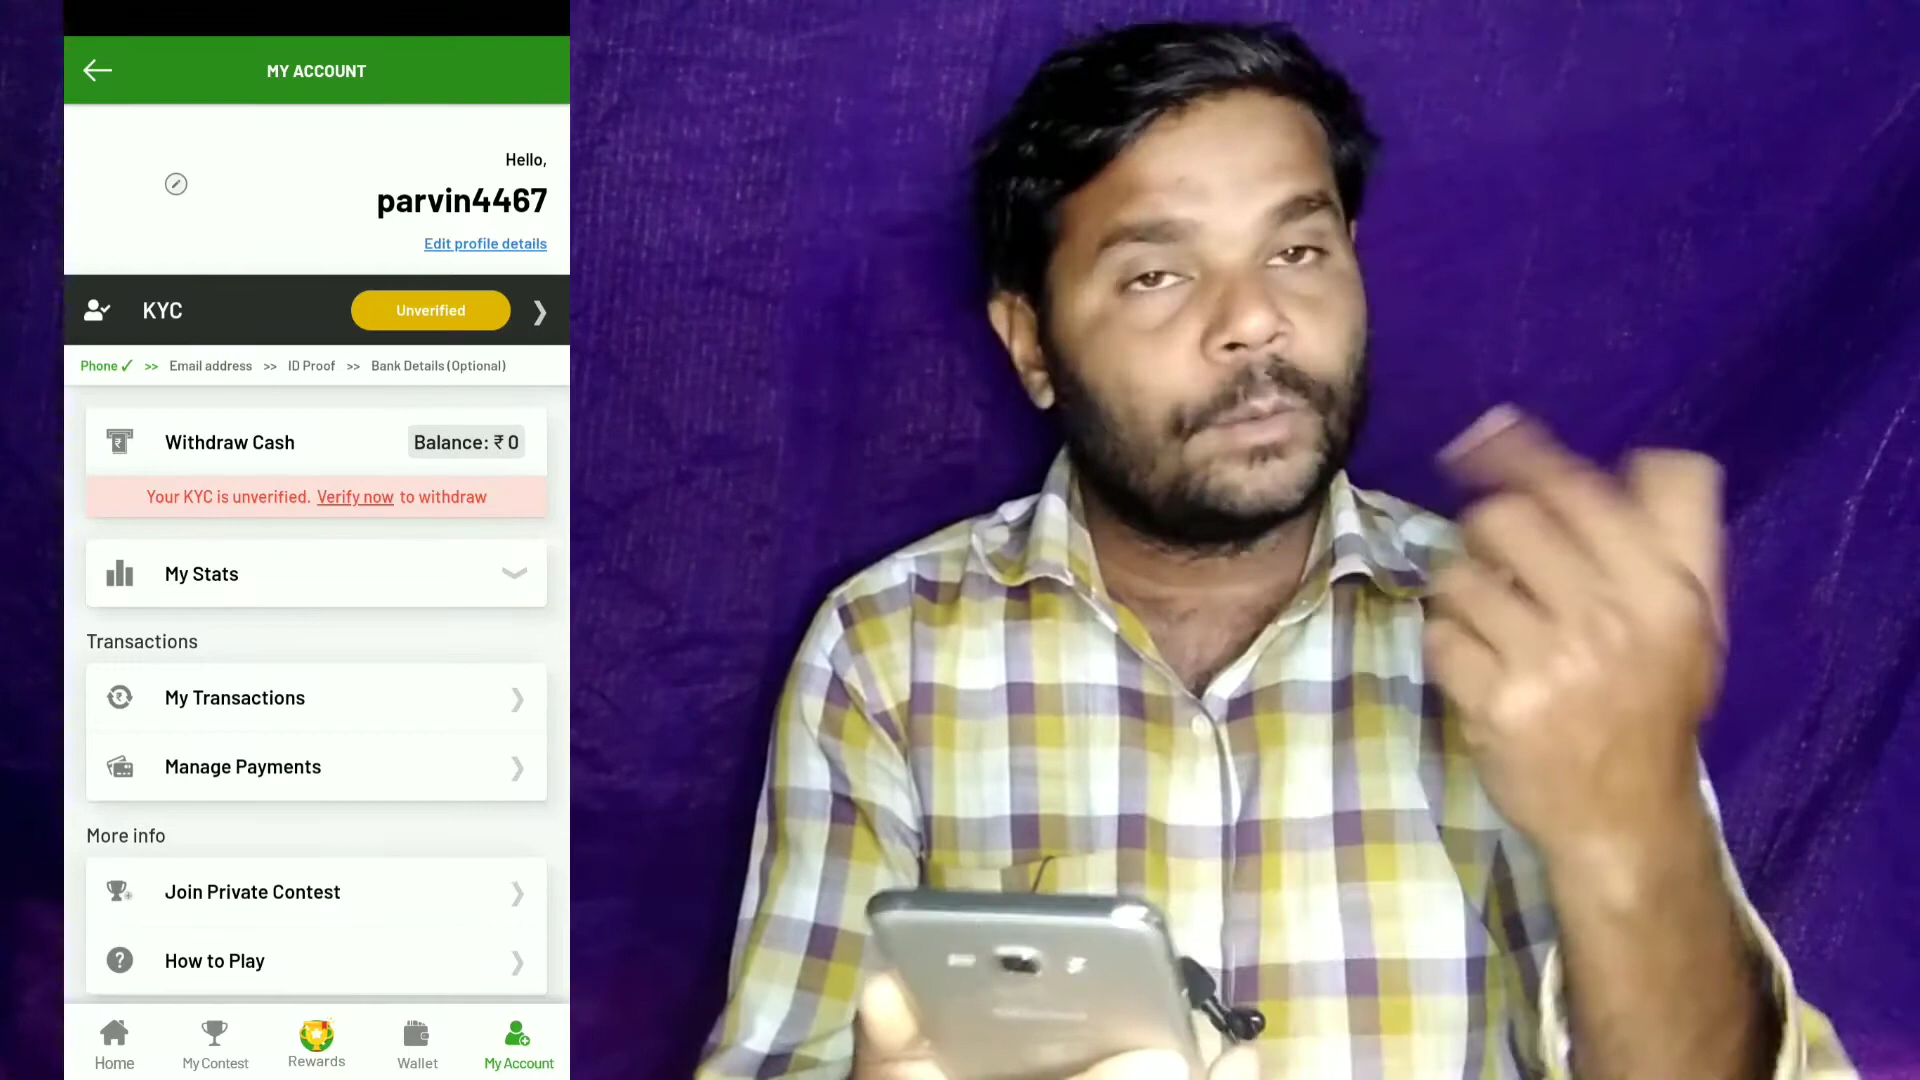 MY ACCOUNT
Hello,
parvin4467
Edit profile details
KYC Unverified
Phone ✓ >> Email address >> ID Proof >> Bank Details (Optional)
Withdraw Cash Balance: ₹ 0
Your KYC is unverified. Verify now to withdraw
My Stats
Transactions
My Transactions
Manage Payments
More info
Join Private Contest
How to Play
Home My Contest Rewards Wallet My Account